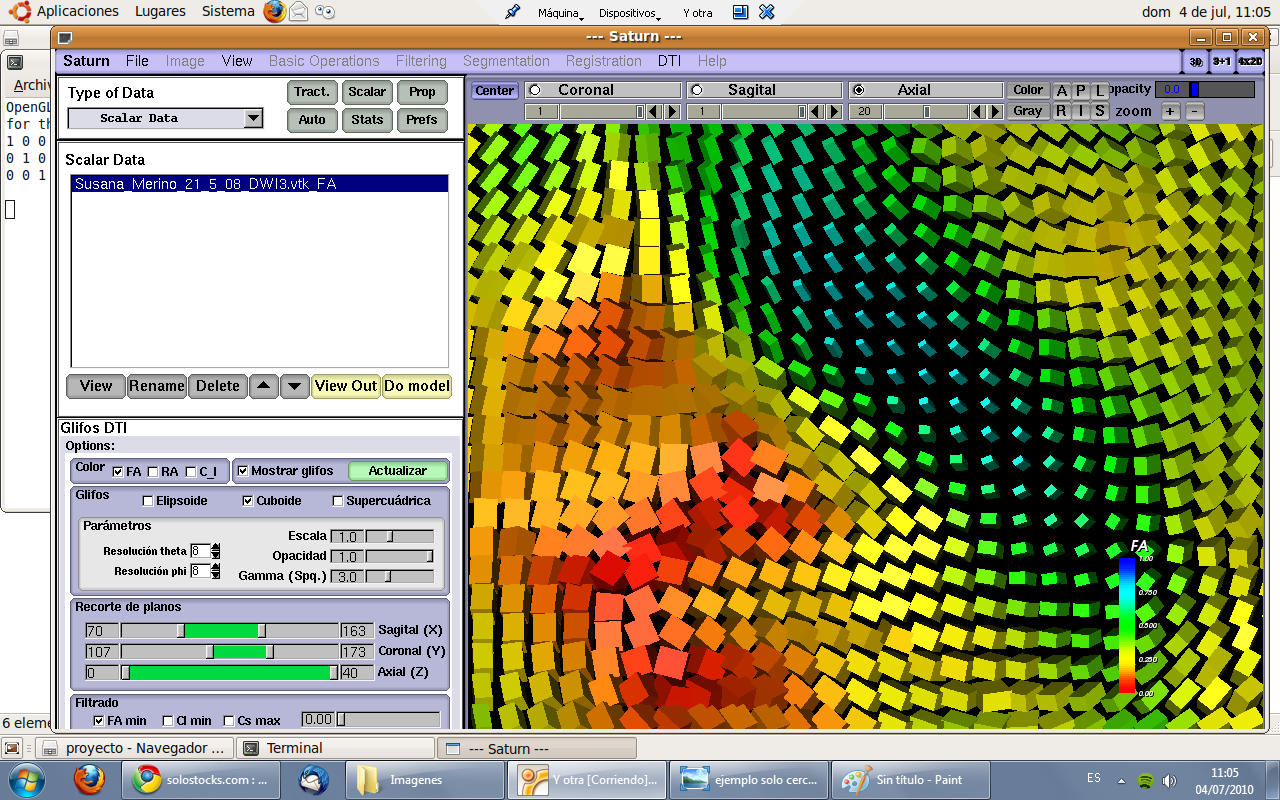 Aplicaciones Lugares Sistema
Máquina Dispositivos Y otra
dom 4 de jul, 11:05
--- Saturn ---
Archiv
OpenGL
for th
1 0 0
0 1 0
0 0 1
6 eleme
Saturn File Image View Basic Operations Filtering Segmentation Registration DTI Help
3D 3+1 4x2D
Type of Data
Scalar Data
Tract. Scalar Prop
Auto Stats Prefs
Center Coronal Sagital Axial Color A P L opacity 0.0
1 1 20 Gray R I S zoom + -
Scalar Data
Susana_Merino_21_5_08_DWI3.vtk_FA
View Rename Delete View Out Do model
Glifos DTI
Options:
Color FA RA C_l Mostrar glifos Actualizar
Glifos Elipsoide Cuboide Supercuádrica
Parámetros
Escala 1.0
Resolución theta 8
Opacidad 1.0
Resolución phi 8
Gamma (Spq.) 3.0
Recorte de planos
70 163 Sagital (X)
107 173 Coronal (Y)
0 40 Axial (Z)
Filtrado
FA min Cl min Cs max 0.00
FA
1.00
0.750
0.500
0.250
0.00
proyecto - Navegador ... Terminal --- Saturn ---
solostocks.com : ... Imagenes Y otra [Corriendo]... ejemplo solo cerc... Sin título - Paint
ES
11:05
04/07/2010